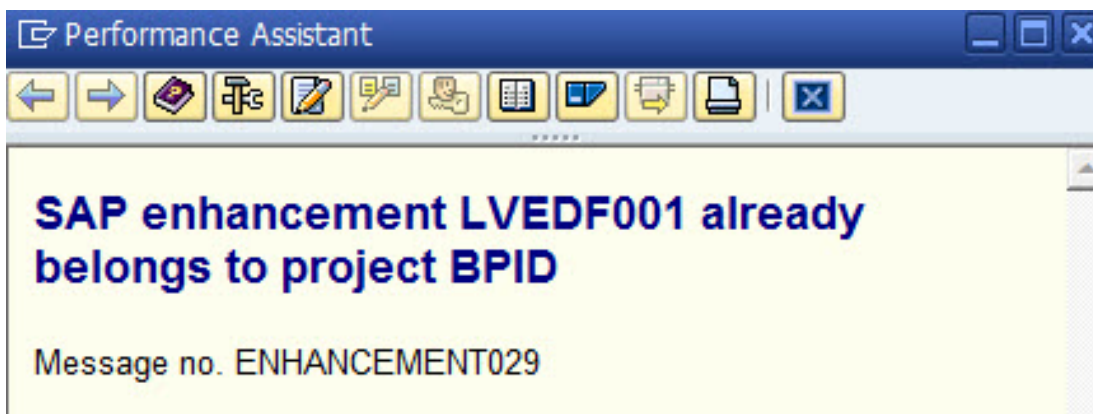 Performance Assistant
SAP enhancement LVEDF001 already
belongs to project BPID
Message no. ENHANCEMENT029